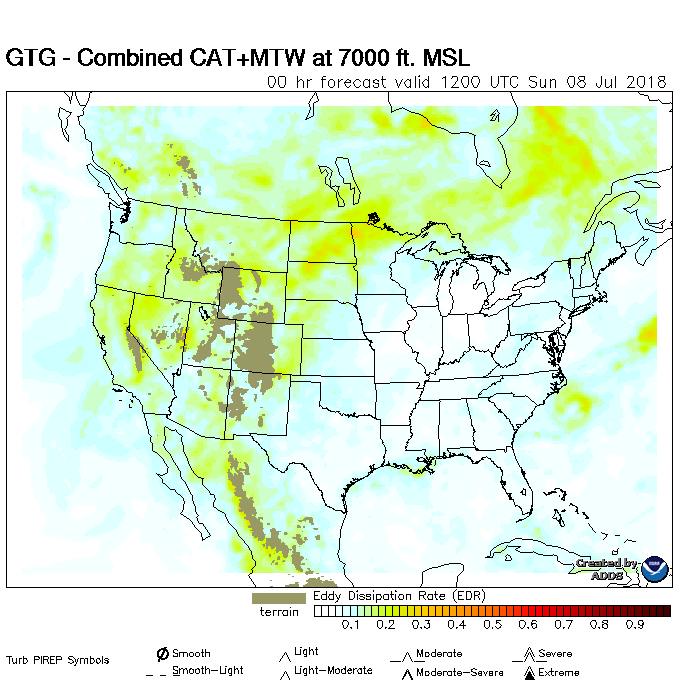 GTG - Combined CAT+MTW at 7000 ft. MSL
00 hr forecast valid 1200 UTC Sun 08 Jul 2018
Created by
ADDS
NOAA
Eddy Dissipation Rate (EDR)
terrain
0.1 0.2 0.3 0.4 0.5 0.6 0.7 0.8 0.9
Turb PIREP Symbols
Smooth
Light
Moderate
Severe
Smooth-Light
Light-Moderate
Moderate-Severe
Extreme